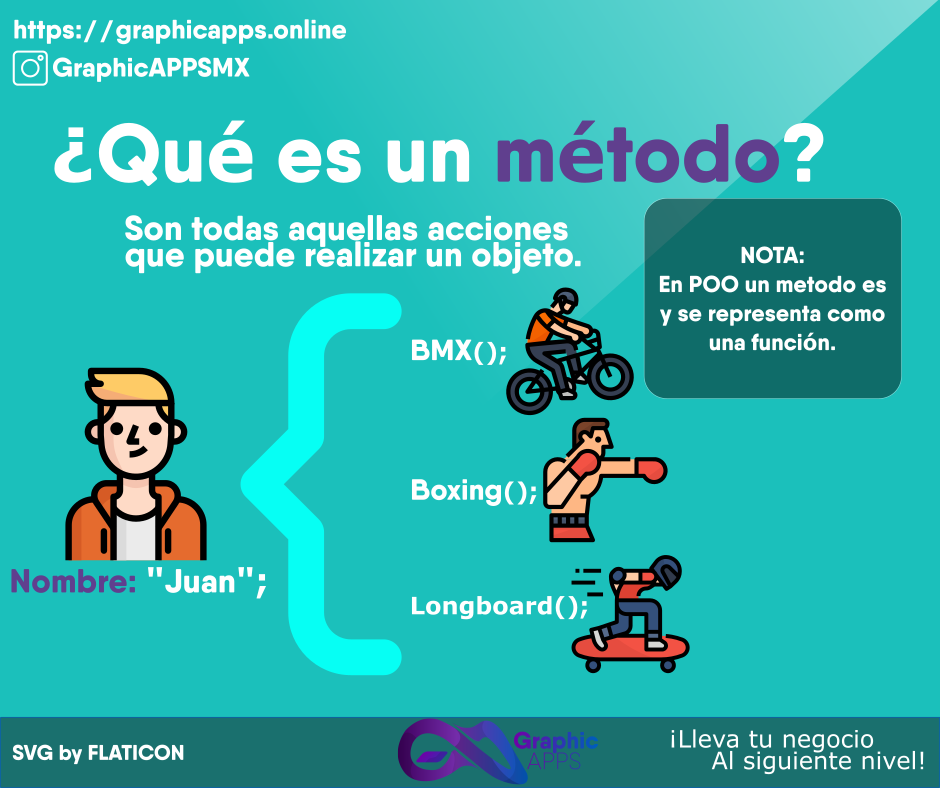 https://graphicapps.online
GraphicAPPSMX
¿Qué es un método?
Son todas aquellas acciones
que puede realizar un objeto.
NOTA:
En POO un metodo es
y se representa como
una función.
BMX();
Boxing();
Nombre: "Juan";
Longboard();
SVG by FLATICON
Graphic
APPS
¡Lleva tu negocio
Al siguiente nivel!